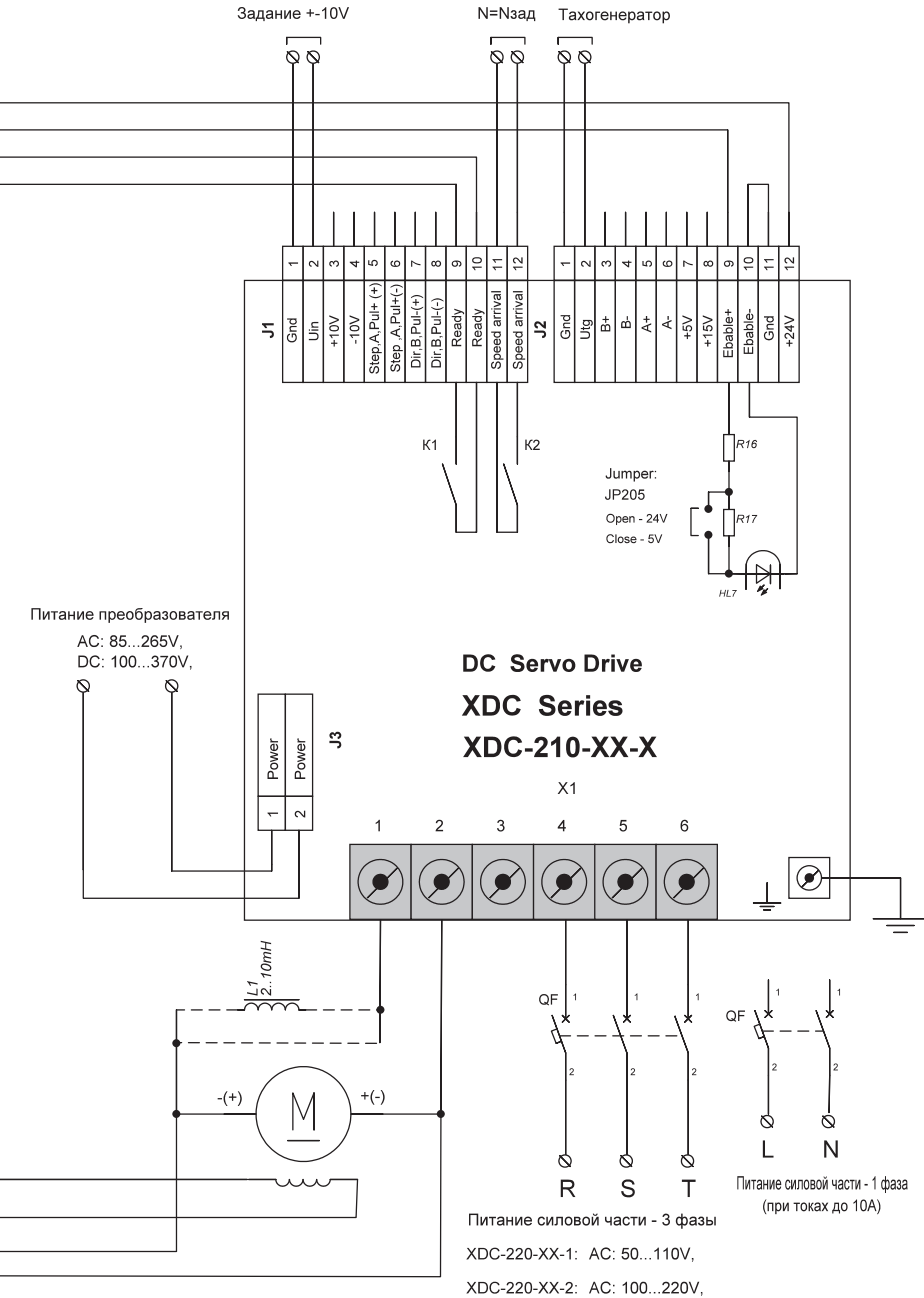 Задание +-10V
N=Nзад
Тахогенератор
J1
1
2
3
4
5
6
7
8
9
10
11
12
Gnd
Uin
+10V
-10V
Step,A,Pul+ (+)
Step ,A,Pul+(-)
Dir,B,Pul-(+)
Dir,B,Pul-(-)
Ready
Ready
Speed arrival
Speed arrival
J2
1
2
3
4
5
6
7
8
9
10
11
12
Gnd
Utg
B+
B-
A+
A-
+5V
+15V
Ebable+
Ebable-
Gnd
+24V
K1
K2
R16
Jumper:
JP205
Open - 24V
Close - 5V
R17
HL7
Питание преобразователя
AC: 85...265V,
DC: 100...370V,
DC Servo Drive
XDC Series
XDC-210-XX-X
J3
Power
Power
1
2
X1
1
2
3
4
5
6
L1
2..10mH
QF
1
1
1
2
2
2
QF
1
1
2
2
-(+)
M
+(-)
R
S
T
L
N
Питание силовой части - 1 фаза
(при токах до 10А)
Питание силовой части - 3 фазы
XDC-220-XX-1: AC: 50...110V,
XDC-220-XX-2: AC: 100...220V,